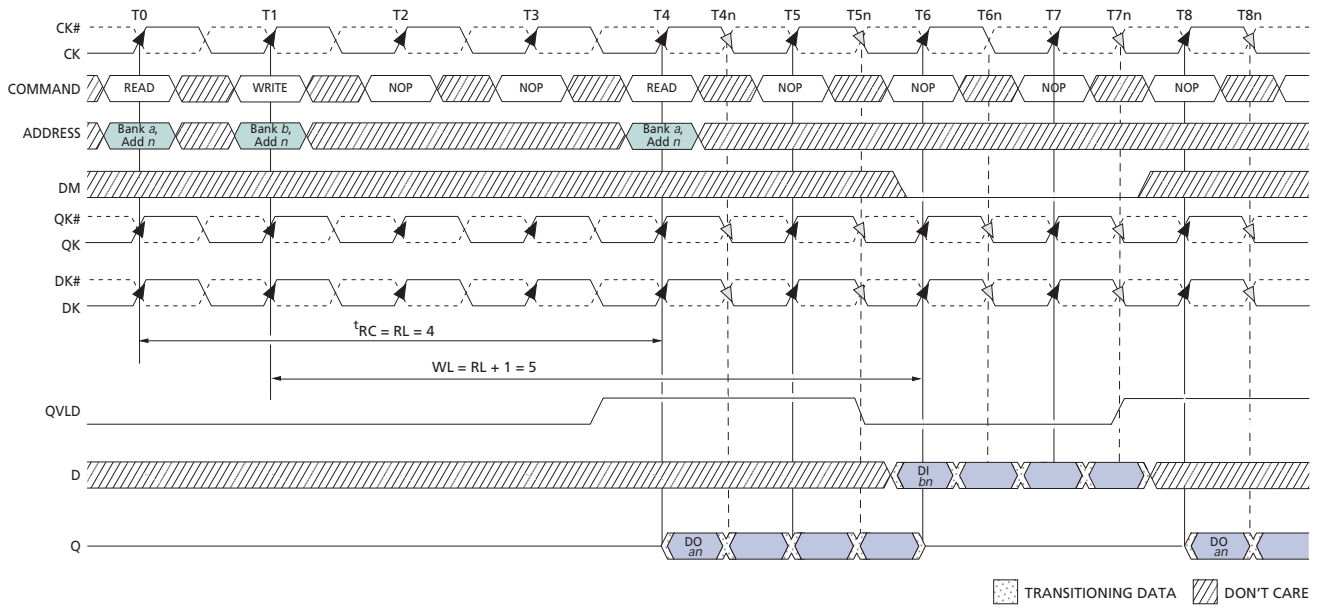 T0 T1 T2 T3 T4 T4n T5 T5n T6 T6n T7 T7n T8 T8n
CK#
CK
COMMAND READ WRITE NOP NOP READ NOP NOP NOP NOP
ADDRESS Bank a, Bank b, Bank a,
Add n Add n Add n
DM
QK#
QK
DK#
DK
tRC = RL = 4
WL = RL + 1 = 5
QVLD
D DI
bn
Q DO DO
an an
TRANSITIONING DATA DON'T CARE